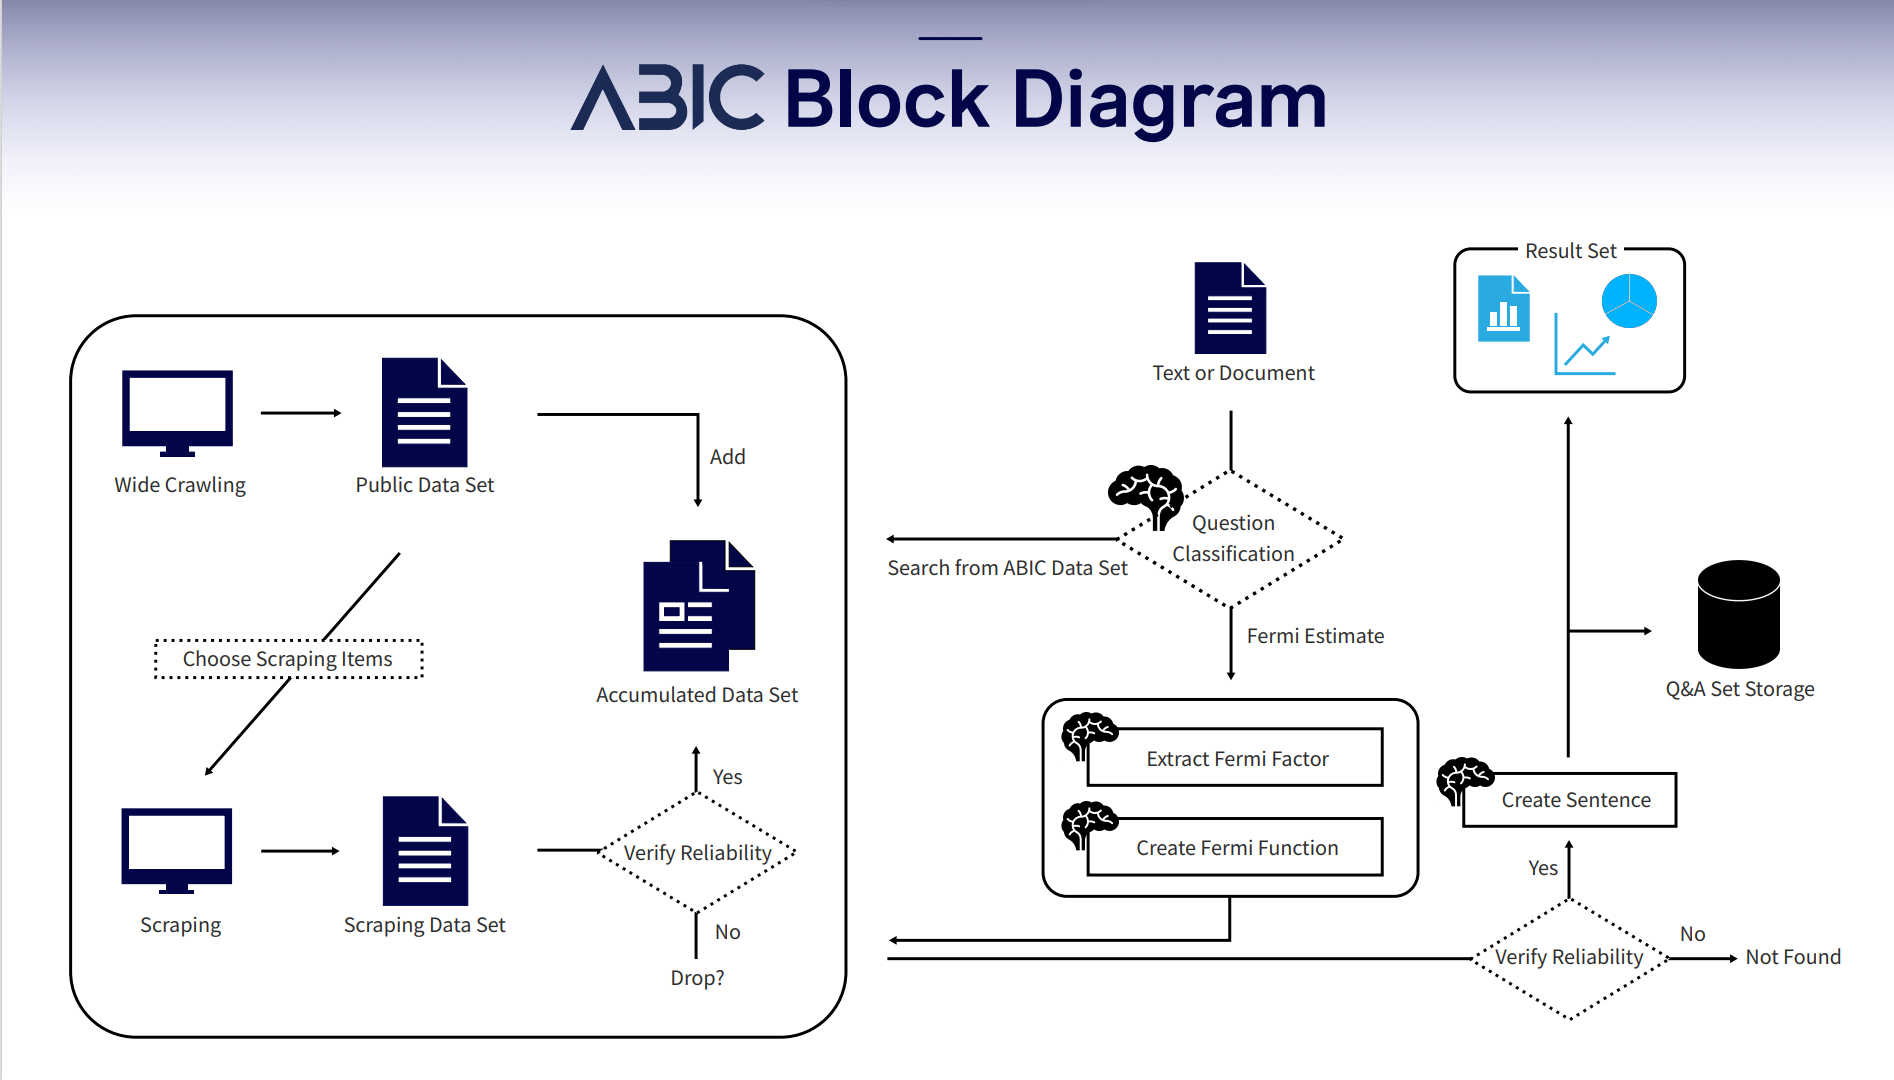 ABIC Block Diagram
Result Set
Text or Document
Wide Crawling
Public Data Set
Add
Question
Classification
Search from ABIC Data Set
Fermi Estimate
Choose Scraping Items
Accumulated Data Set
Q&A Set Storage
Extract Fermi Factor
Yes
Create Sentence
Create Fermi Function
Verify Reliability
Yes
Scraping
Scraping Data Set
No
No
Verify Reliability
Not Found
Drop?